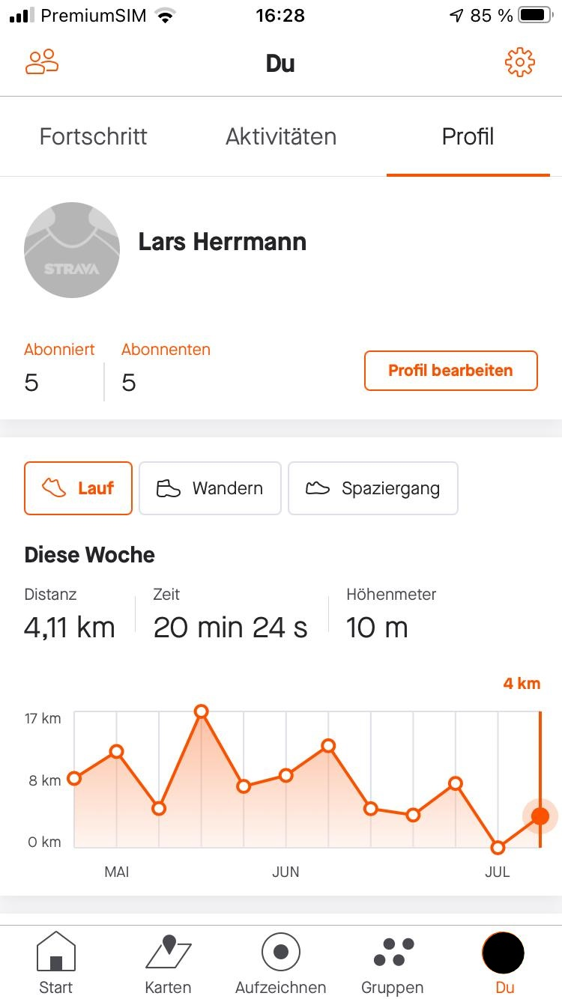 PremiumSIM 16:28 85 %
Du
Fortschritt Aktivitäten Profil
STRAVA
Lars Herrmann
Abonniert Abonnenten
5 5
Profil bearbeiten
Lauf Wandern Spaziergang
Diese Woche
Distanz Zeit Höhenmeter
4,11 km 20 min 24 s 10 m
4 km
17 km
8 km
0 km
MAI JUN JUL
Start Karten Aufzeichnen Gruppen Du